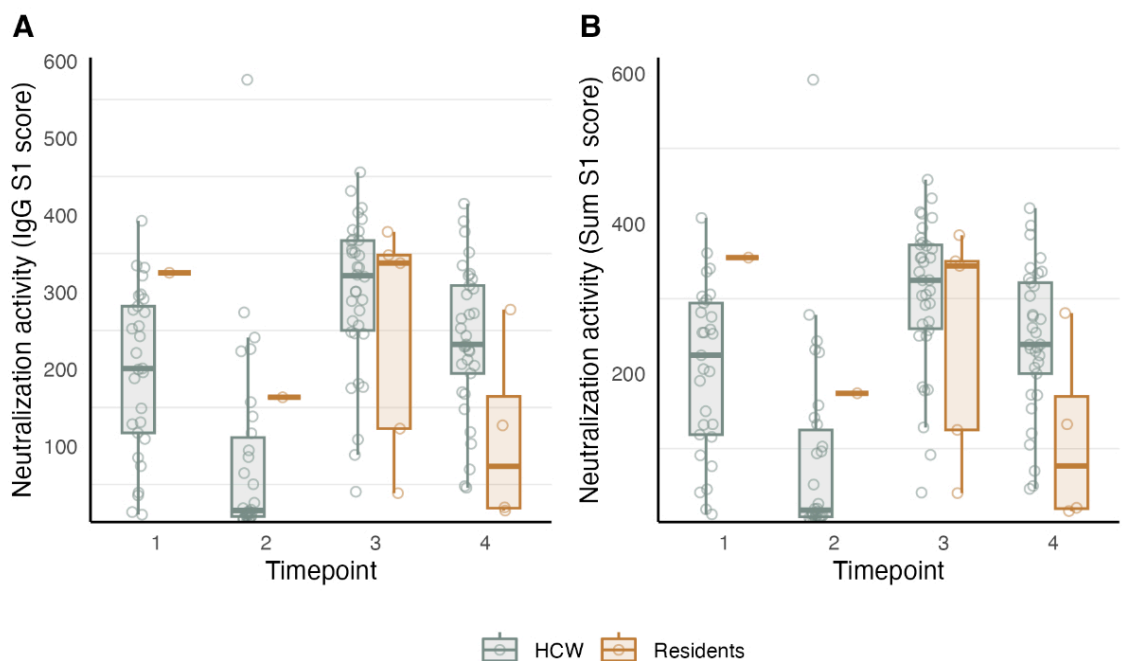 A
B
Neutralization activity (IgG S1 score)
600
500
400
300
200
100
1 2 3 4
Timepoint
Neutralization activity (Sum S1 score)
600
400
200
1 2 3 4
Timepoint
HCW Residents